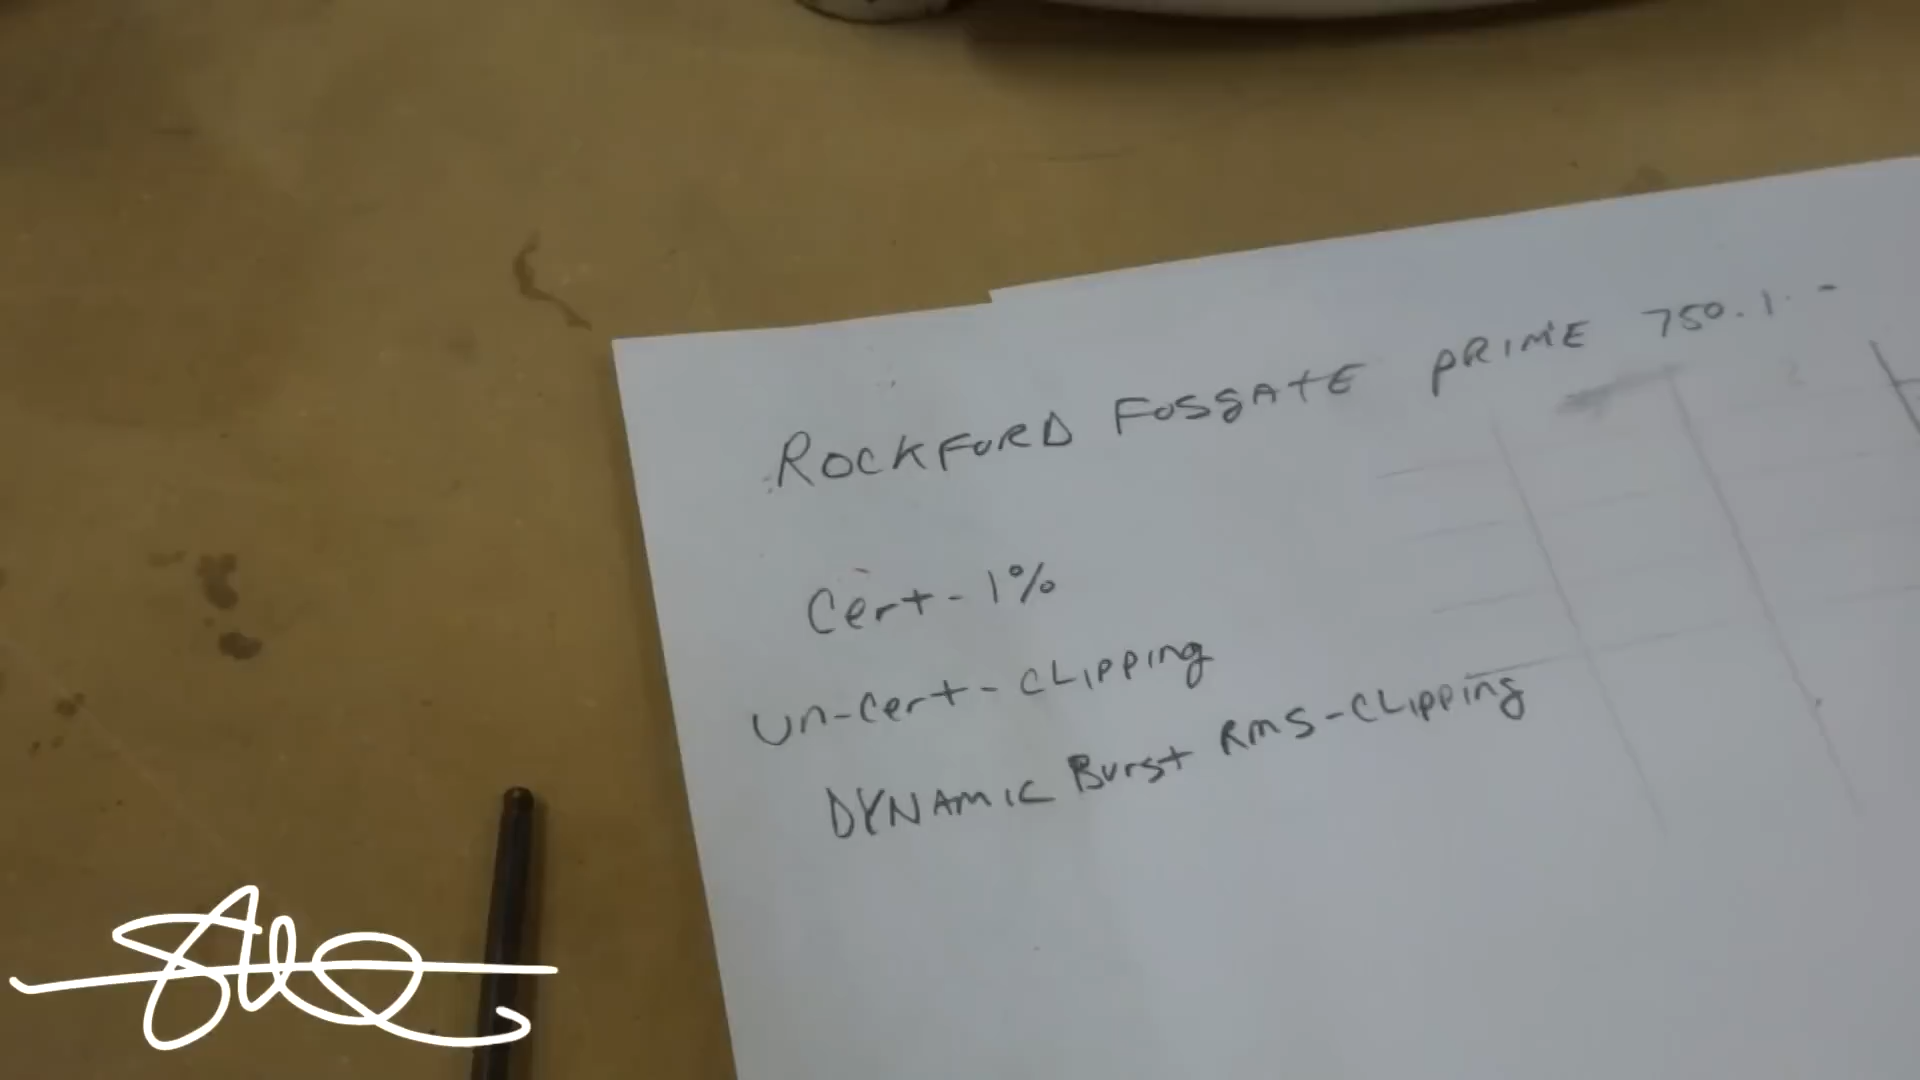 ROCKFORD FOSGATE PRIME 750.1 -
Cert - 1%
UN-Cert - CLIPPING
DYNAMIC Burst RMS-CLIPPING